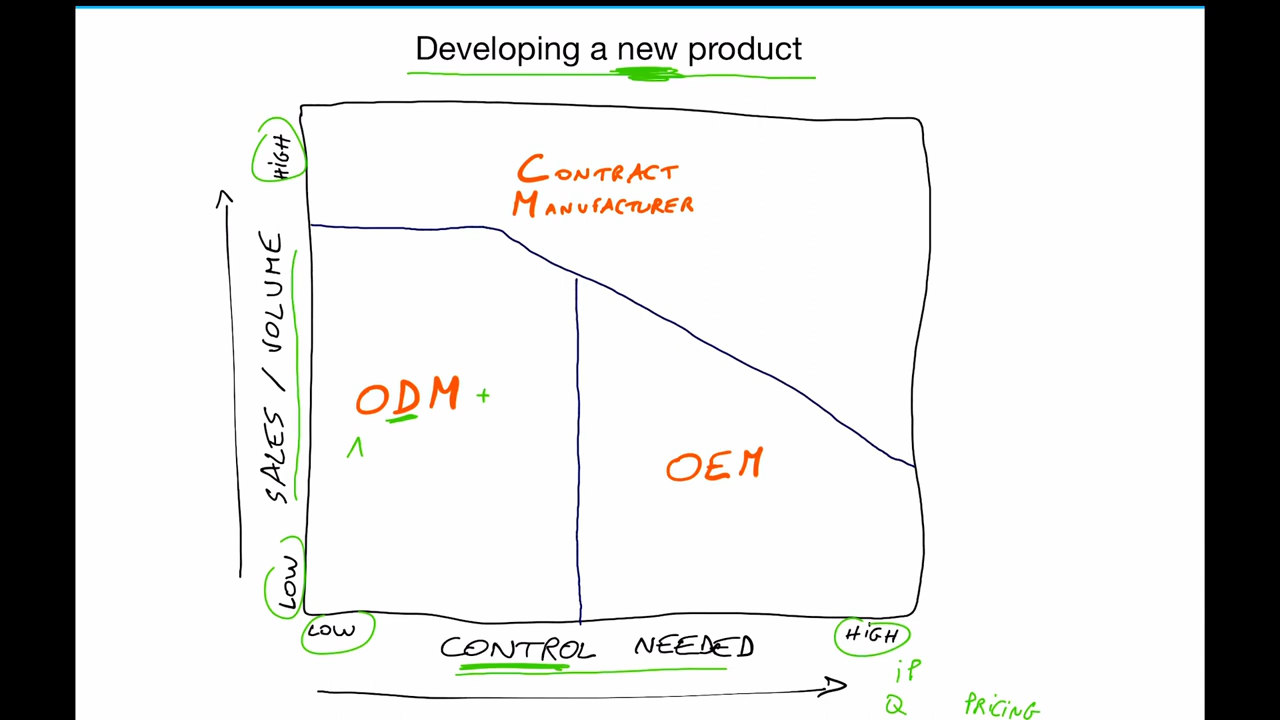 Developing a new product
HIGH
CONTRACT
MANUFACTURER
SALES / VOLUME
ODM +
OEM
LOW
LOW
CONTROL NEEDED
HIGH
iP
Q PRICING